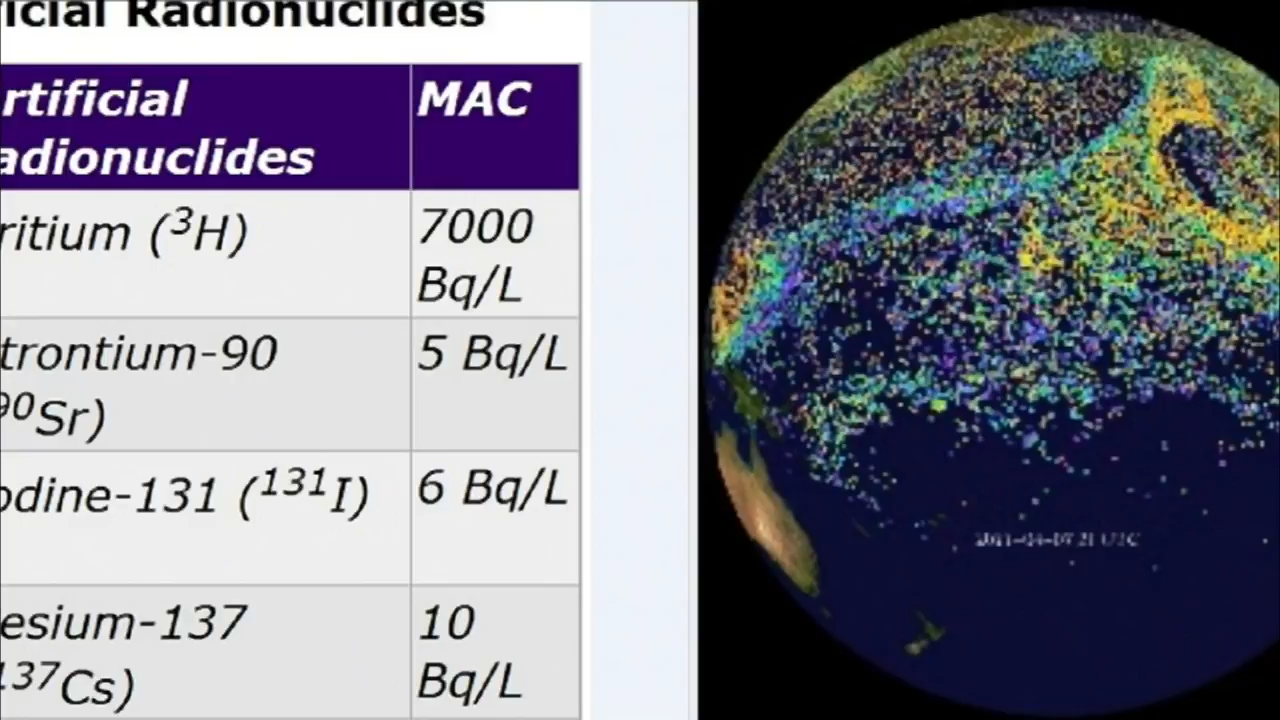 icial Radionuclides
rtificial MAC
adionuclides
ritium (³H) 7000
Bq/L
trontium-90 5 Bq/L
⁹⁰Sr)
odine-131 (¹³¹I) 6 Bq/L
esium-137 10
¹³⁷Cs) Bq/L